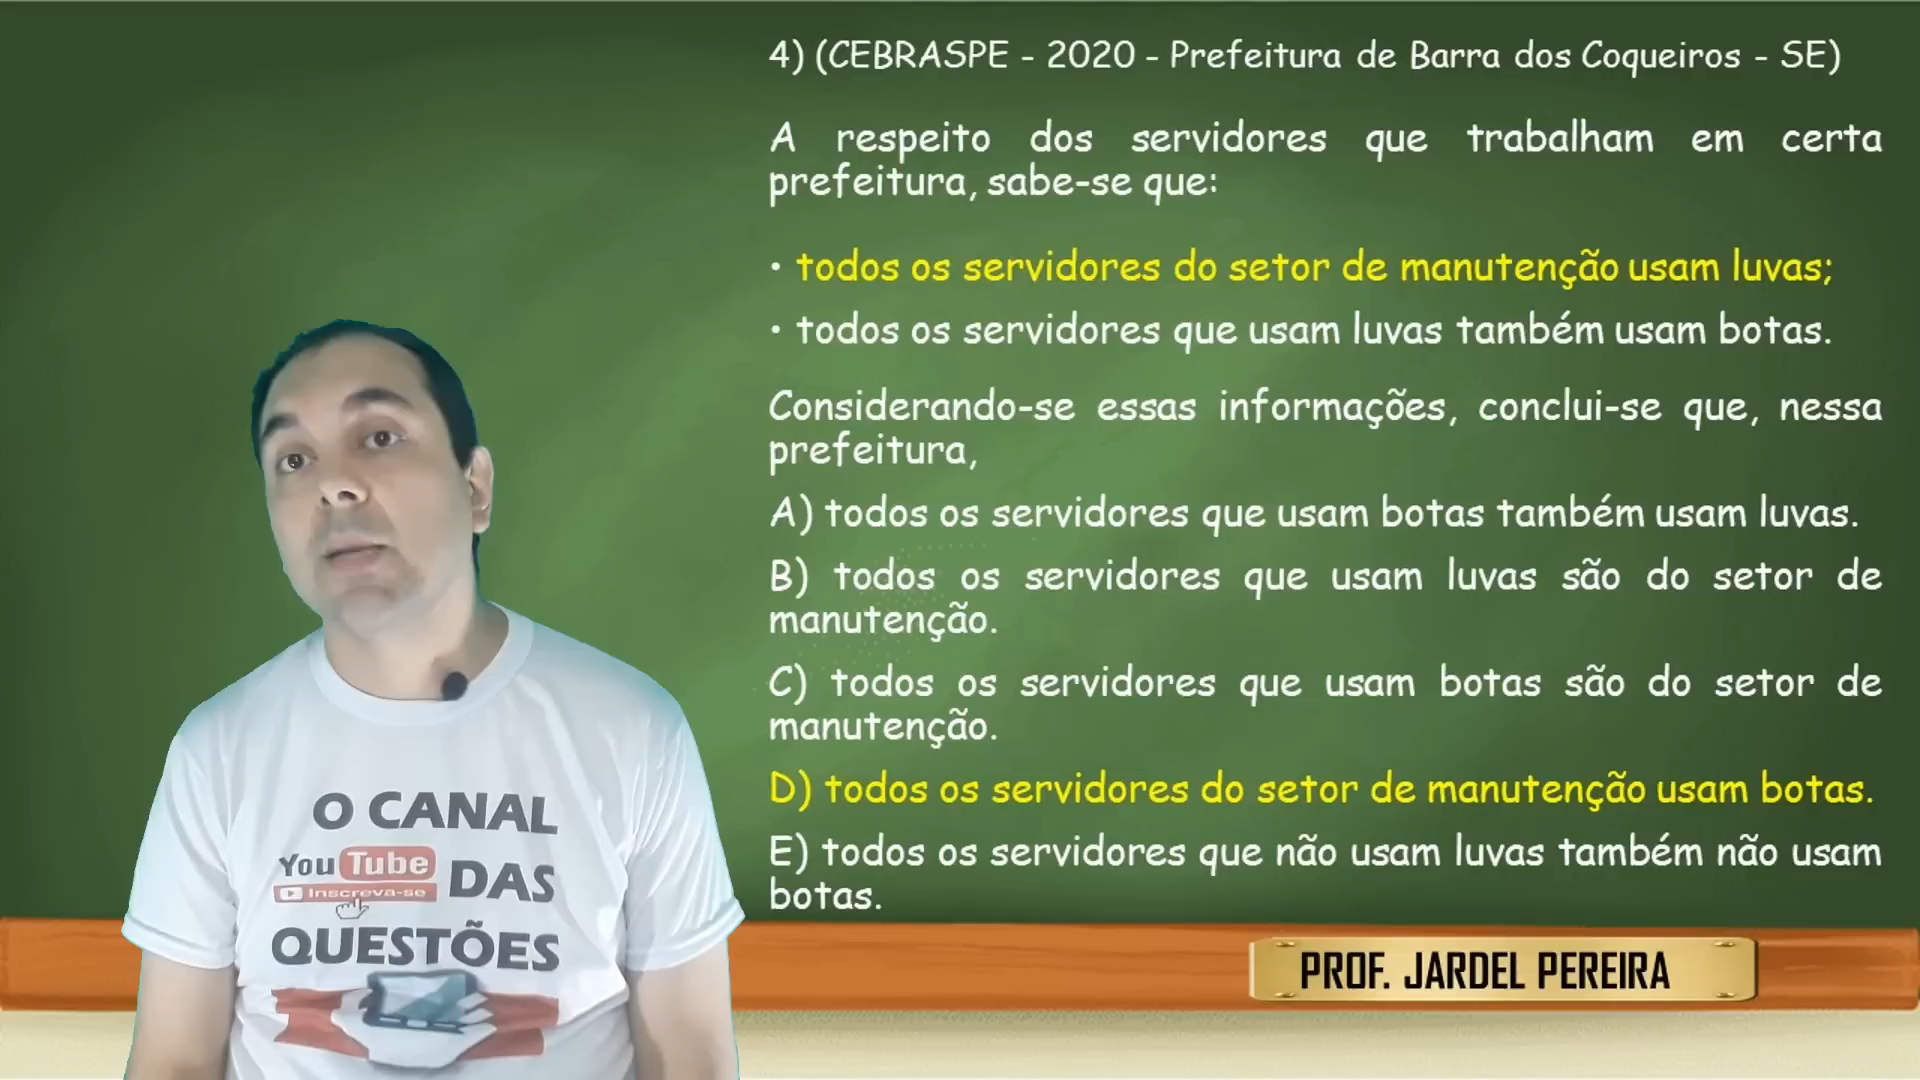 4) (CEBRASPE - 2020 - Prefeitura de Barra dos Coqueiros - SE)
A respeito dos servidores que trabalham em certa
prefeitura, sabe-se que:
• todos os servidores do setor de manutenção usam luvas;
• todos os servidores que usam luvas também usam botas.
Considerando-se essas informações, conclui-se que, nessa
prefeitura,
A) todos os servidores que usam botas também usam luvas.
B) todos os servidores que usam luvas são do setor de
manutenção.
C) todos os servidores que usam botas são do setor de
manutenção.
D) todos os servidores do setor de manutenção usam botas.
E) todos os servidores que não usam luvas também não usam
botas.
PROF. JARDEL PEREIRA
O CANAL
YouTube
Inscreva-se
DAS
QUESTÕES